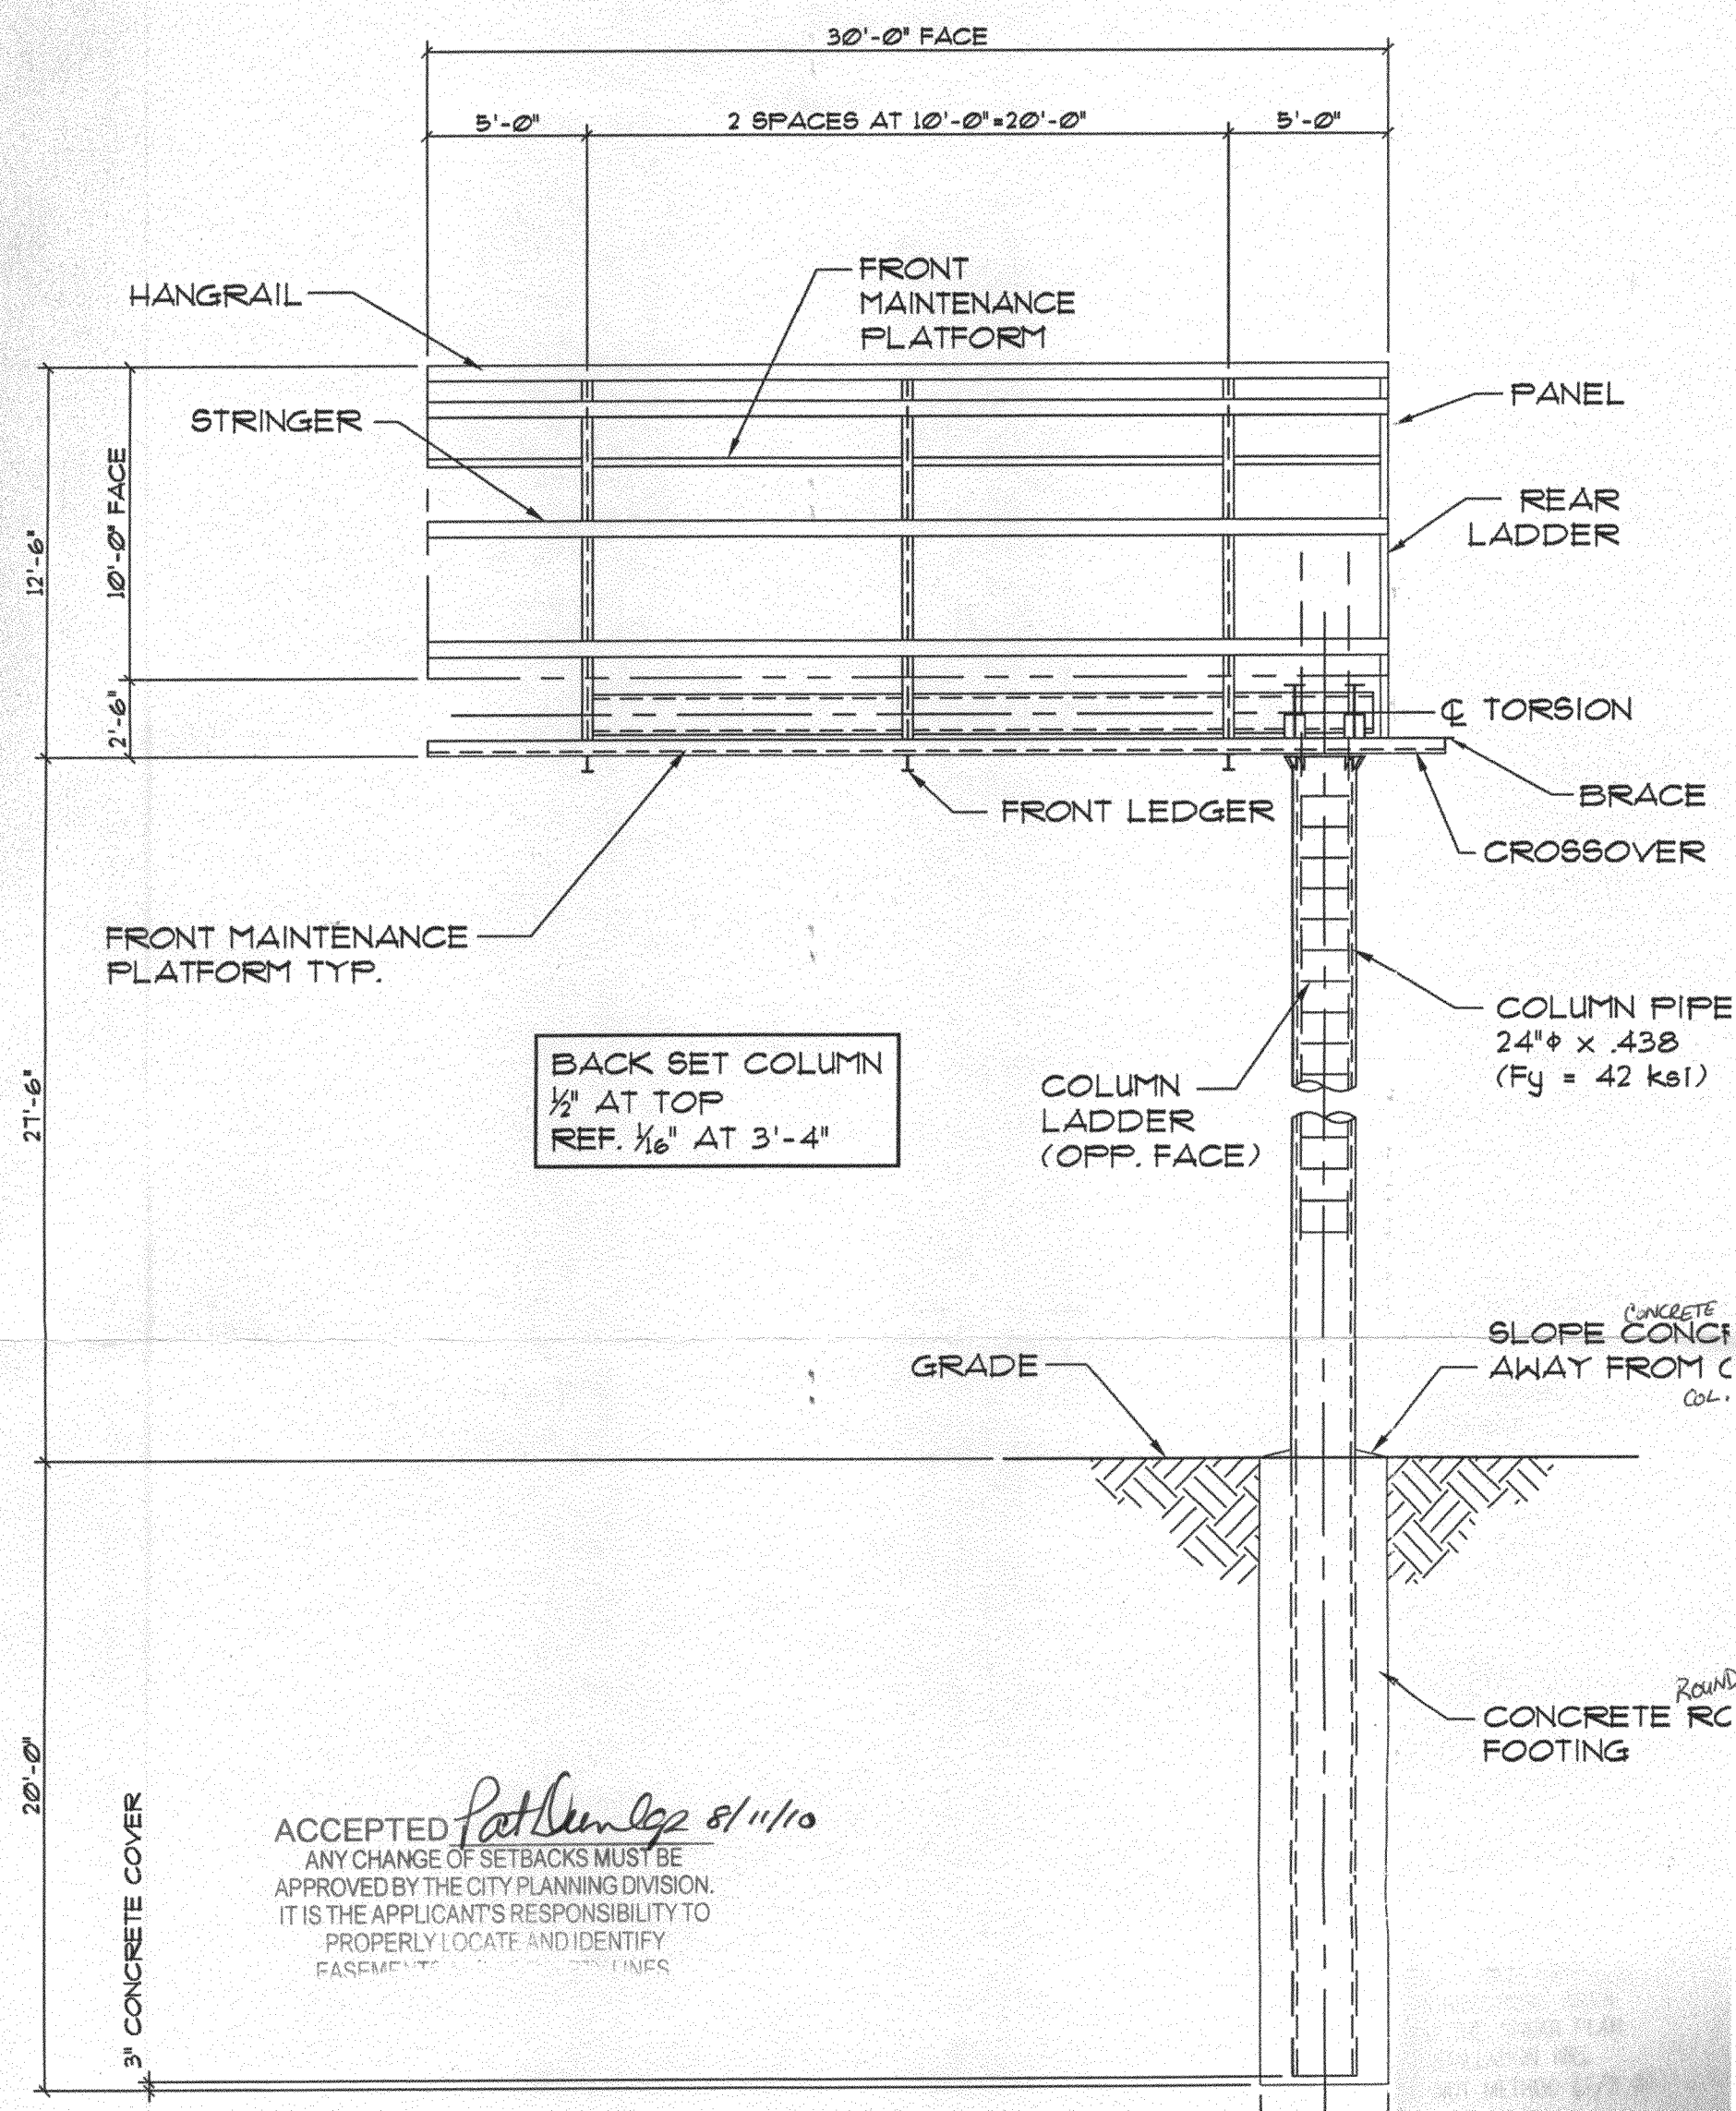 30'-0" FACE
5'-0"
2 SPACES AT 10'-0"=20'-0"
5'-0"
HANGRAIL
FRONT
MAINTENANCE
PLATFORM
STRINGER
PANEL
REAR
LADDER
12'-6"
10'-0" FACE
2'-6"
℄ TORSION
BRACE
FRONT LEDGER
CROSSOVER
FRONT MAINTENANCE
PLATFORM TYP.
COLUMN PIPE
24"φ x .438
(Fy = 42 ksi)
BACK SET COLUMN
½" AT TOP
REF. 1/16" AT 3'-4"
COLUMN
LADDER
(OPP. FACE)
27'-6"
CONCRETE
SLOPE CONCR
AWAY FROM C
COL.
GRADE
ROUND
CONCRETE RO
FOOTING
20'-0"
3" CONCRETE COVER
ACCEPTED Pat Dunlap 8/11/10
ANY CHANGE OF SETBACKS MUST BE
APPROVED BY THE CITY PLANNING DIVISION.
IT IS THE APPLICANT'S RESPONSIBILITY TO
PROPERLY LOCATE AND IDENTIFY
LINES